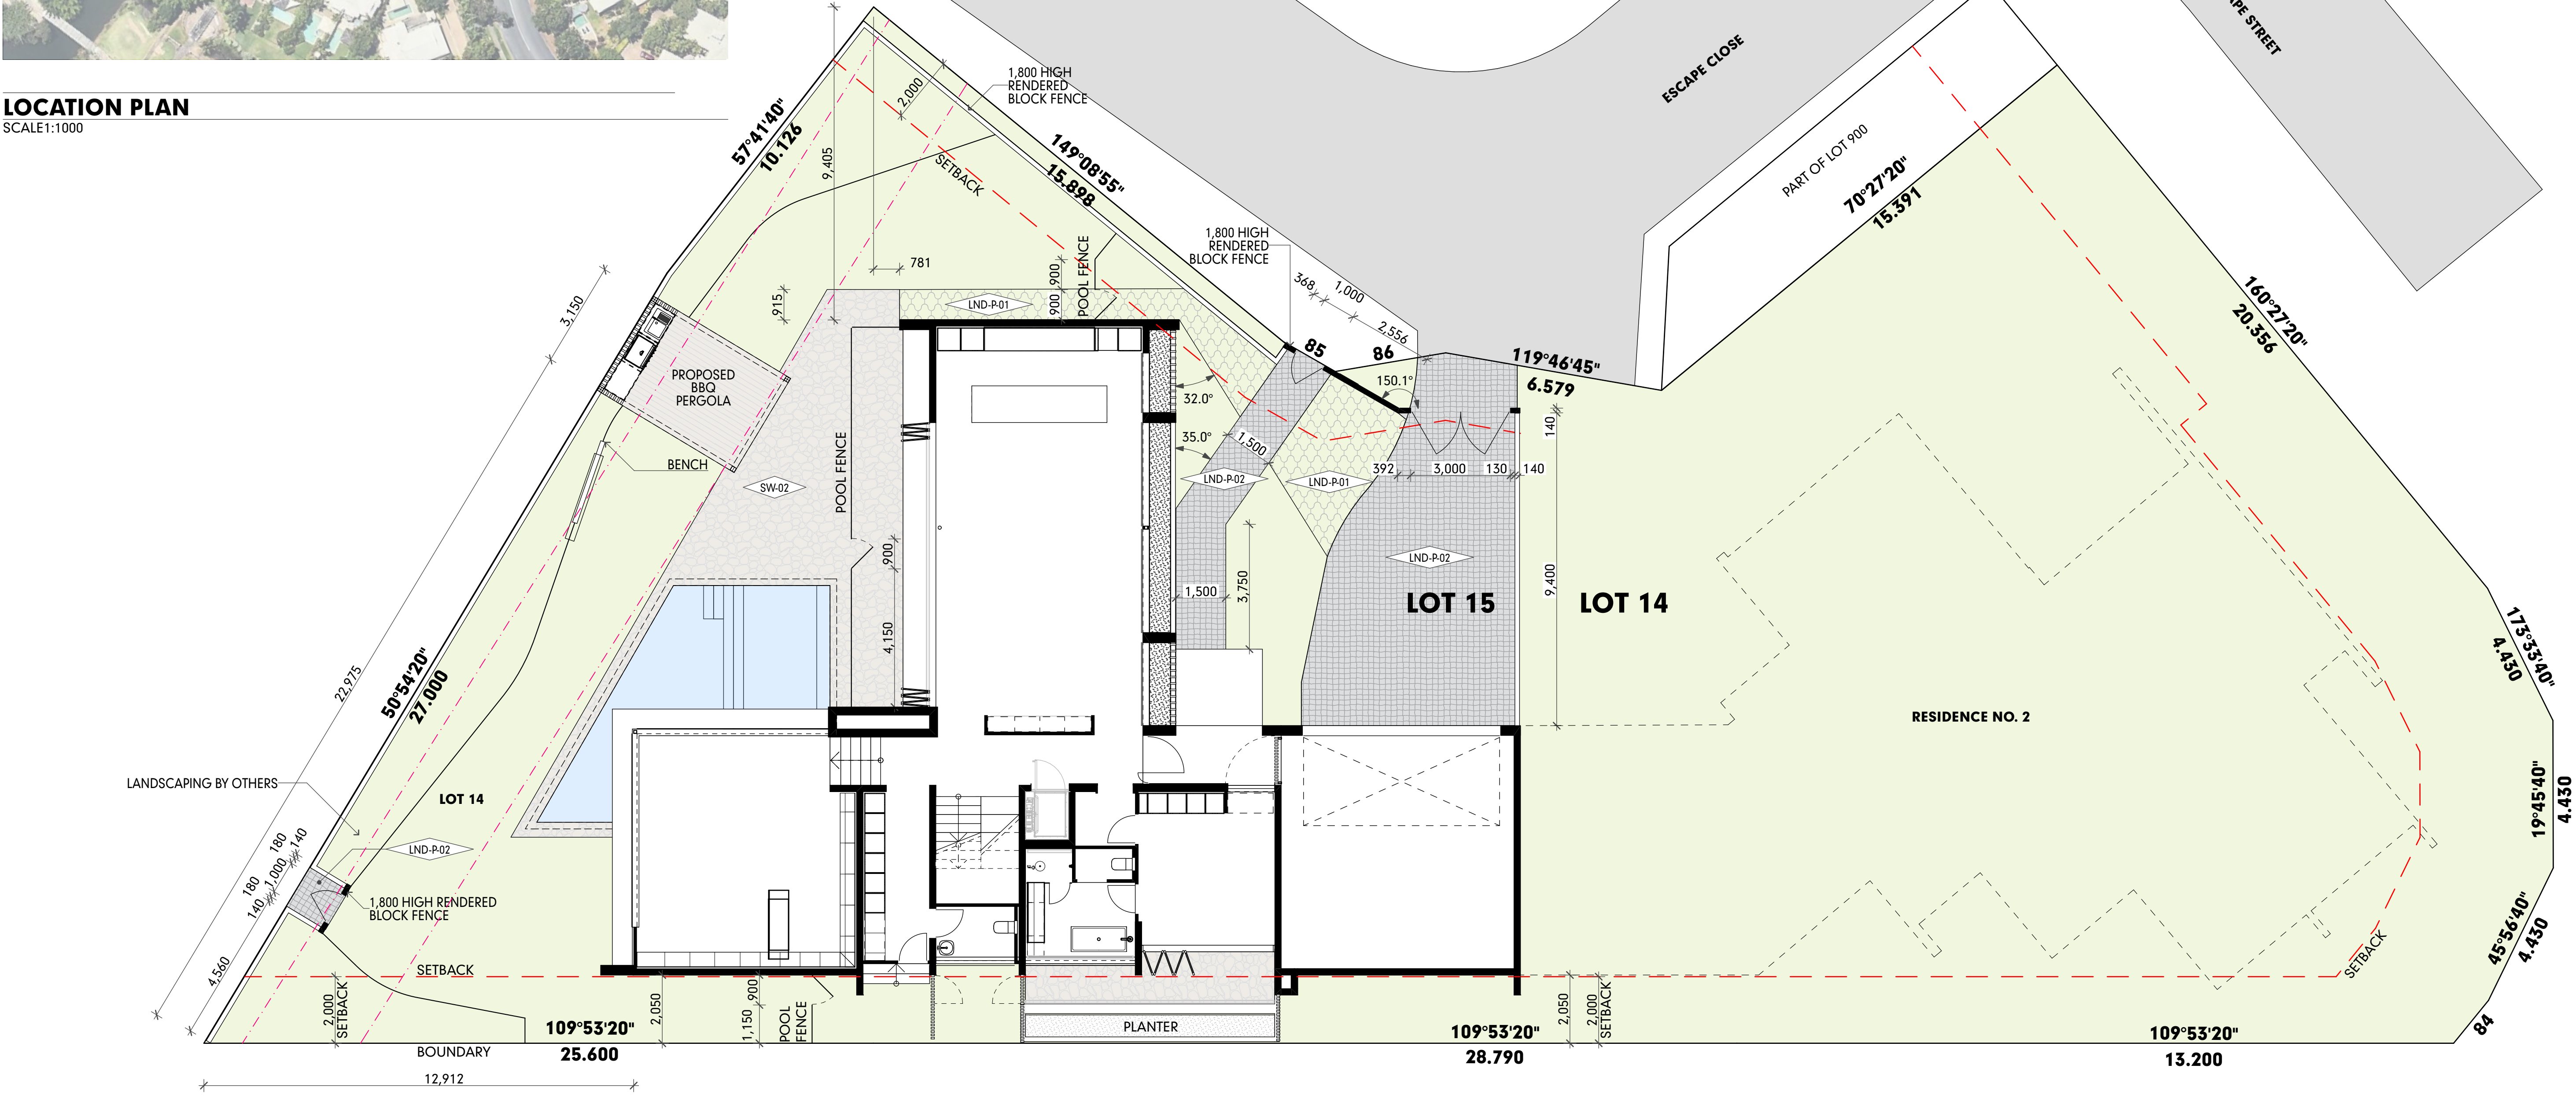 LOCATION PLAN
SCALE1:1000
57°41'40"
10.126
9,405
2,000
1,800 HIGH
RENDERED
BLOCK FENCE
149°08'55"
15.898
SETBACK
ESCAPE CLOSE
PE STREET
PART OF LOT 900
70°27'20"
15.391
160°27'20"
20.356
781
915
900
900
POOL FENCE
LND-P-01
1,800 HIGH
RENDERED
BLOCK FENCE
368
1,000
2,556
85
86
119°46'45"
6.579
150.1°
3,150
PROPOSED
BBQ
PERGOLA
BENCH
SW-02
POOL FENCE
32.0°
35.0°
1,500
LND-P-02
LND-P-01
392
3,000
130
140
140
900
4,150
1,500
3,750
LND-P-02
9,400
LOT 15
LOT 14
RESIDENCE NO. 2
173°33'40"
4.430
19°45'40"
4.430
45°56'40"
4.430
84
22,975
50°54'20"
27.000
LANDSCAPING BY OTHERS
LOT 14
LND-P-02
180
140
1,000
180
140
1,800 HIGH RENDERED
BLOCK FENCE
4,560
SETBACK
2,000
SETBACK
2,050
900
1,150
POOL
FENCE
PLANTER
2,050
2,000
SETBACK
SETBACK
109°53'20"
25.600
BOUNDARY
12,912
109°53'20"
28.790
109°53'20"
13.200